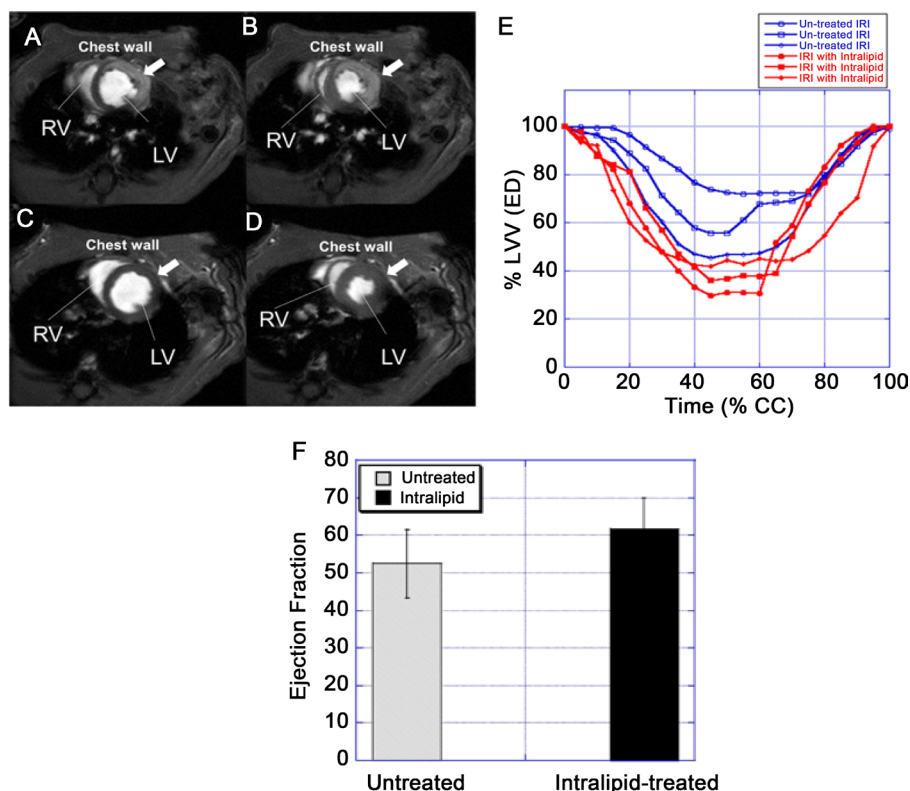 A
Chest wall
RV
LV
B
Chest wall
RV
LV
C
Chest wall
RV
LV
D
Chest wall
RV
LV
E
Un-treated IRI
Un-treated IRI
Un-treated IRI
IRI with Intralipid
IRI with Intralipid
IRI with Intralipid
% LVV (ED)
100
80
60
40
20
0
0 20 40 60 80 100
Time (% CC)
F
Untreated
Intralipid
Ejection Fraction
80
70
60
50
40
30
20
10
0
Untreated Intralipid-treated